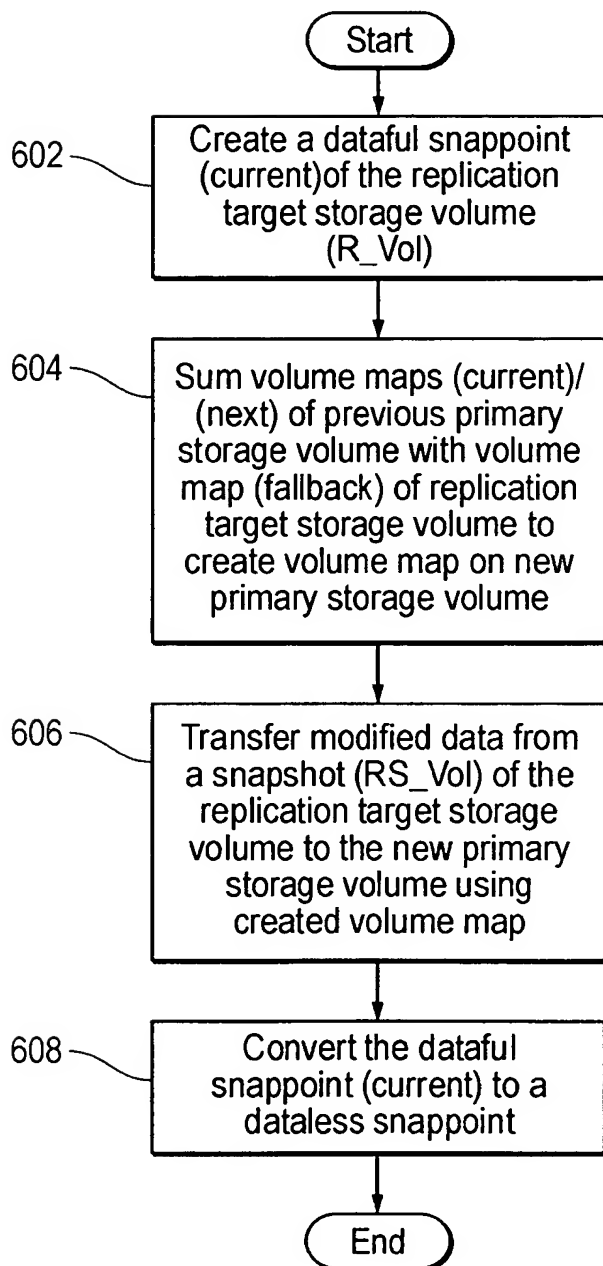 Start
602
Create a dataful snappoint
(current)of the replication
target storage volume
(R_Vol)
604
Sum volume maps (current)/
(next) of previous primary
storage volume with volume
map (fallback) of replication
target storage volume to
create volume map on new
primary storage volume
606
Transfer modified data from
a snapshot (RS_Vol) of the
replication target storage
volume to the new primary
storage volume using
created volume map
608
Convert the dataful
snappoint (current) to a
dataless snappoint
End